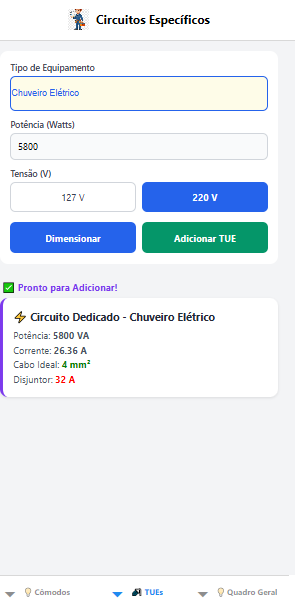 Circuitos Específicos
Tipo de Equipamento
Chuveiro Elétrico
Potência (Watts)
5800
Tensão (V)
127 V
220 V
Dimensionar
Adicionar TUE
✅ Pronto para Adicionar!
⚡ Circuito Dedicado - Chuveiro Elétrico
Potência: 5800 VA
Corrente: 26.36 A
Cabo Ideal: 4 mm²
Disjuntor: 32 A
Cômodos
TUEs
Quadro Geral